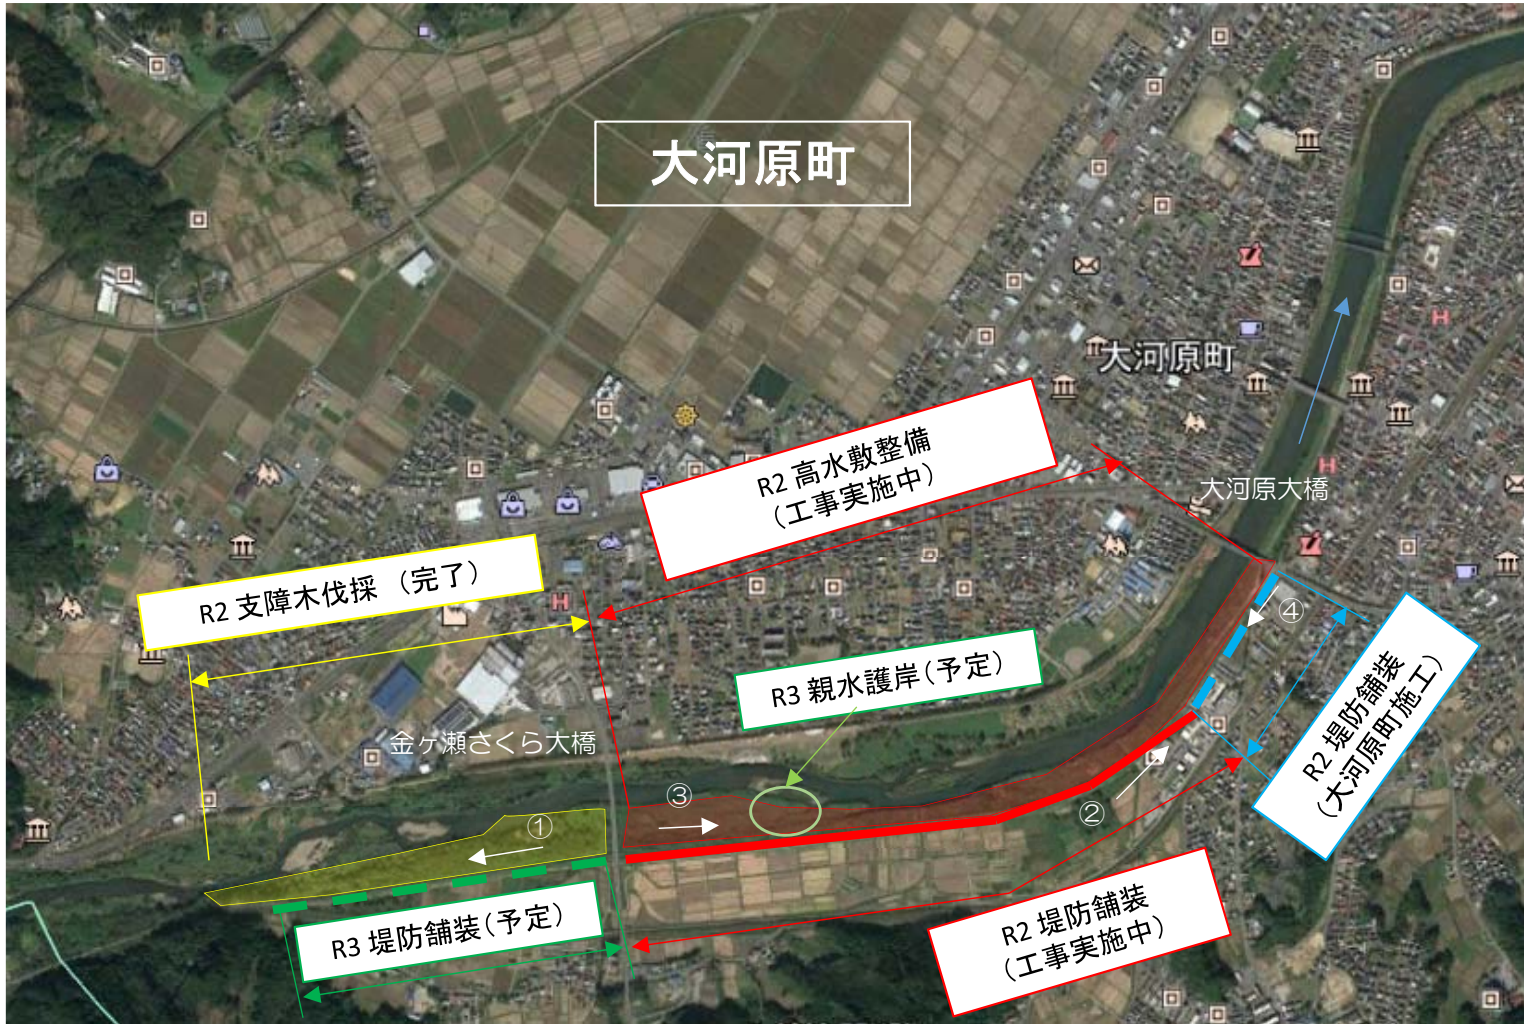 大河原町
大河原町
R2 高水敷整備
（工事実施中）
大河原大橋
R2 支障木伐採 （完了）
④
R3 親水護岸（予定）
R2 堤防舗装
（大河原町施工）
金ヶ瀬さくら大橋
③
②
①
R3 堤防舗装（予定）
R2 堤防舗装
（工事実施中）